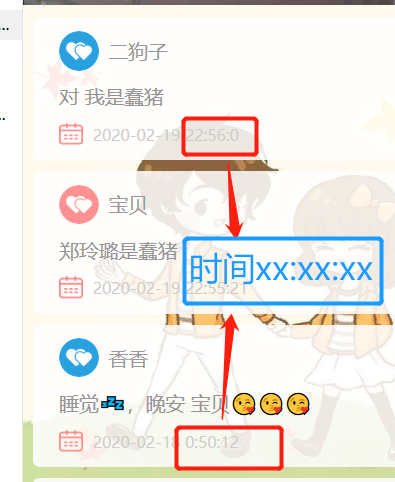 ...
二狗子
对 我是蠢猪
2020-02-19 22:56:0
..
宝贝
郑玲璐是蠢猪
时间xx:xx:xx
2020-02-19 22:55:21
香香
睡觉💤，晚安 宝贝😘😘😘
2020-02-18 0:50:12